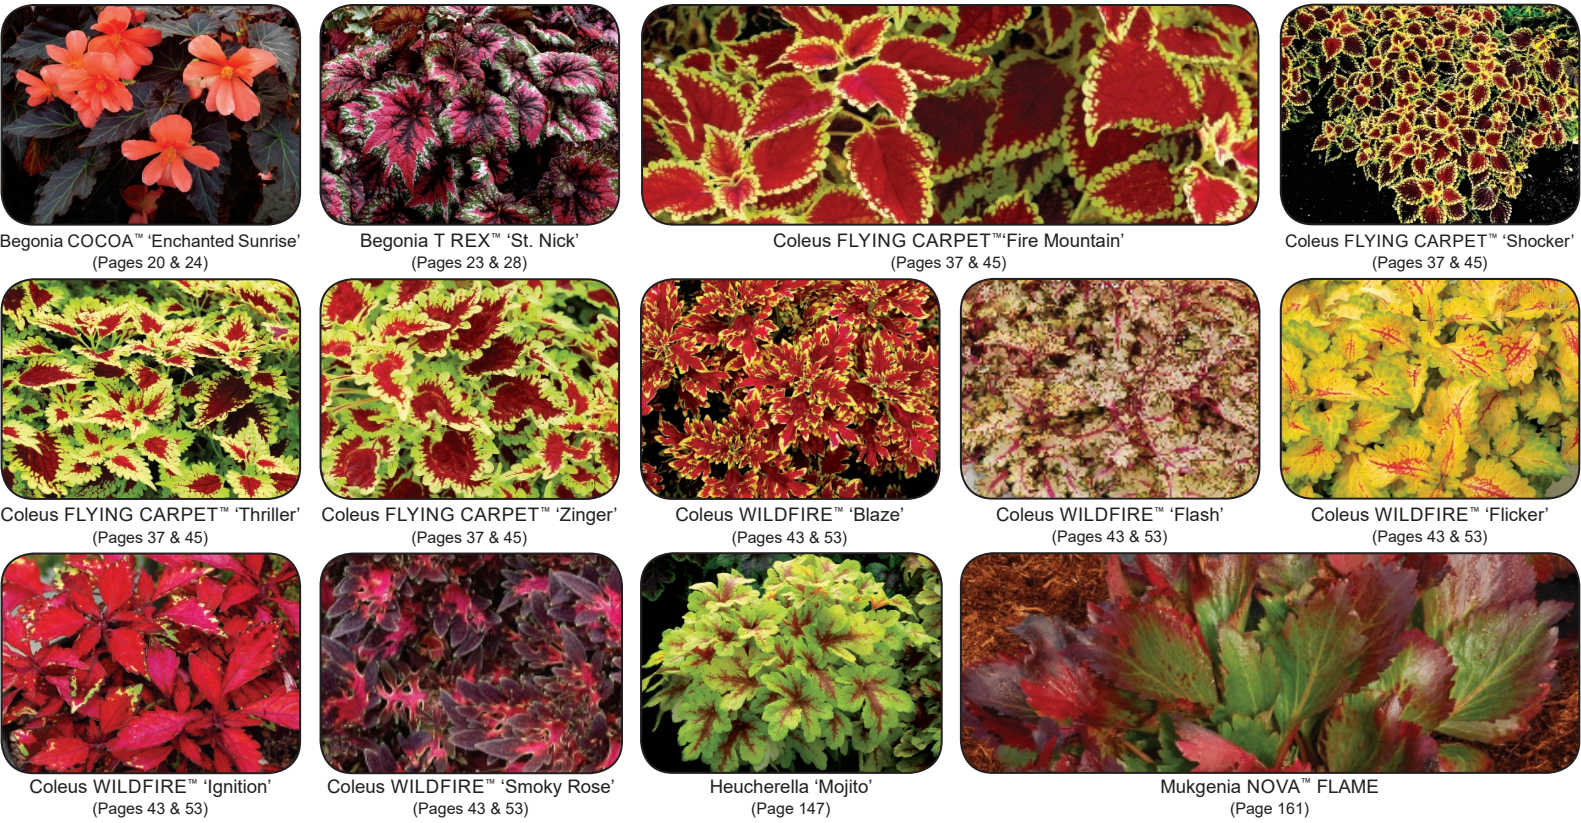 Begonia COCOA™ ‘Enchanted Sunrise’
(Pages 20 & 24)
Begonia T REX™ ‘St. Nick’
(Pages 23 & 28)
Coleus FLYING CARPET™‘Fire Mountain’
(Pages 37 & 45)
Coleus FLYING CARPET™ ‘Shocker’
(Pages 37 & 45)
Coleus FLYING CARPET™ ‘Thriller’
(Pages 37 & 45)
Coleus FLYING CARPET™ ‘Zinger’
(Pages 37 & 45)
Coleus WILDFIRE™ ‘Blaze’
(Pages 43 & 53)
Coleus WILDFIRE™ ‘Flash’
(Pages 43 & 53)
Coleus WILDFIRE™ ‘Flicker’
(Pages 43 & 53)
Coleus WILDFIRE™ ‘Ignition’
(Pages 43 & 53)
Coleus WILDFIRE™ ‘Smoky Rose’
(Pages 43 & 53)
Heucherella ‘Mojito’
(Page 147)
Mukgenia NOVA™ FLAME
(Page 161)